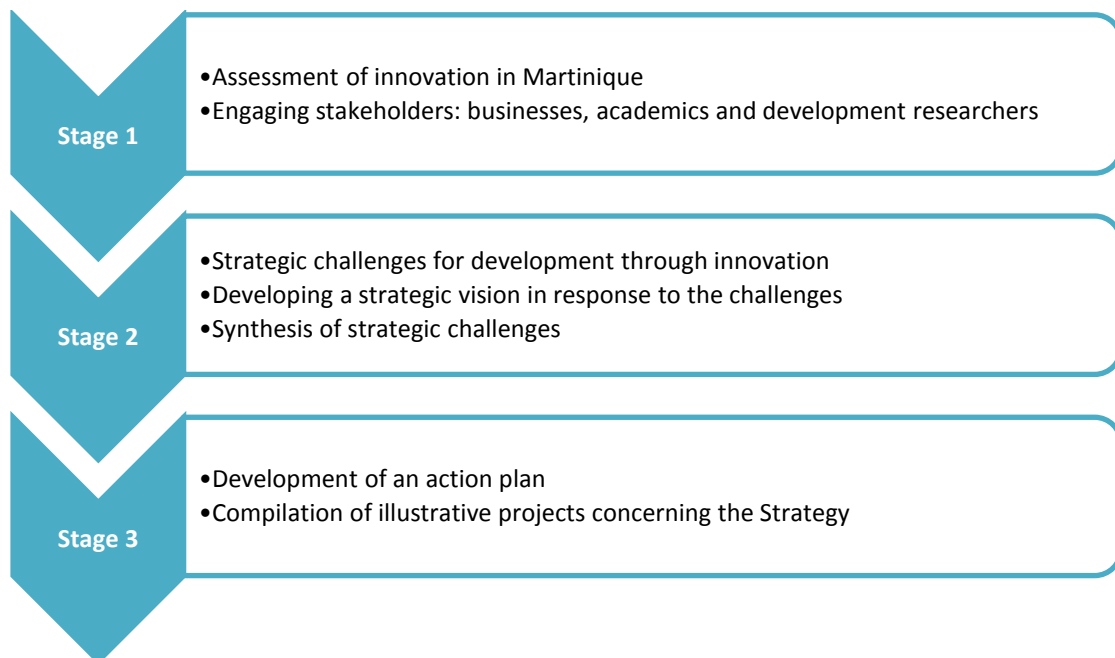 Stage 1
•Assessment of innovation in Martinique
•Engaging stakeholders: businesses, academics and development researchers
Stage 2
•Strategic challenges for development through innovation
•Developing a strategic vision in response to the challenges
•Synthesis of strategic challenges
Stage 3
•Development of an action plan
•Compilation of illustrative projects concerning the Strategy